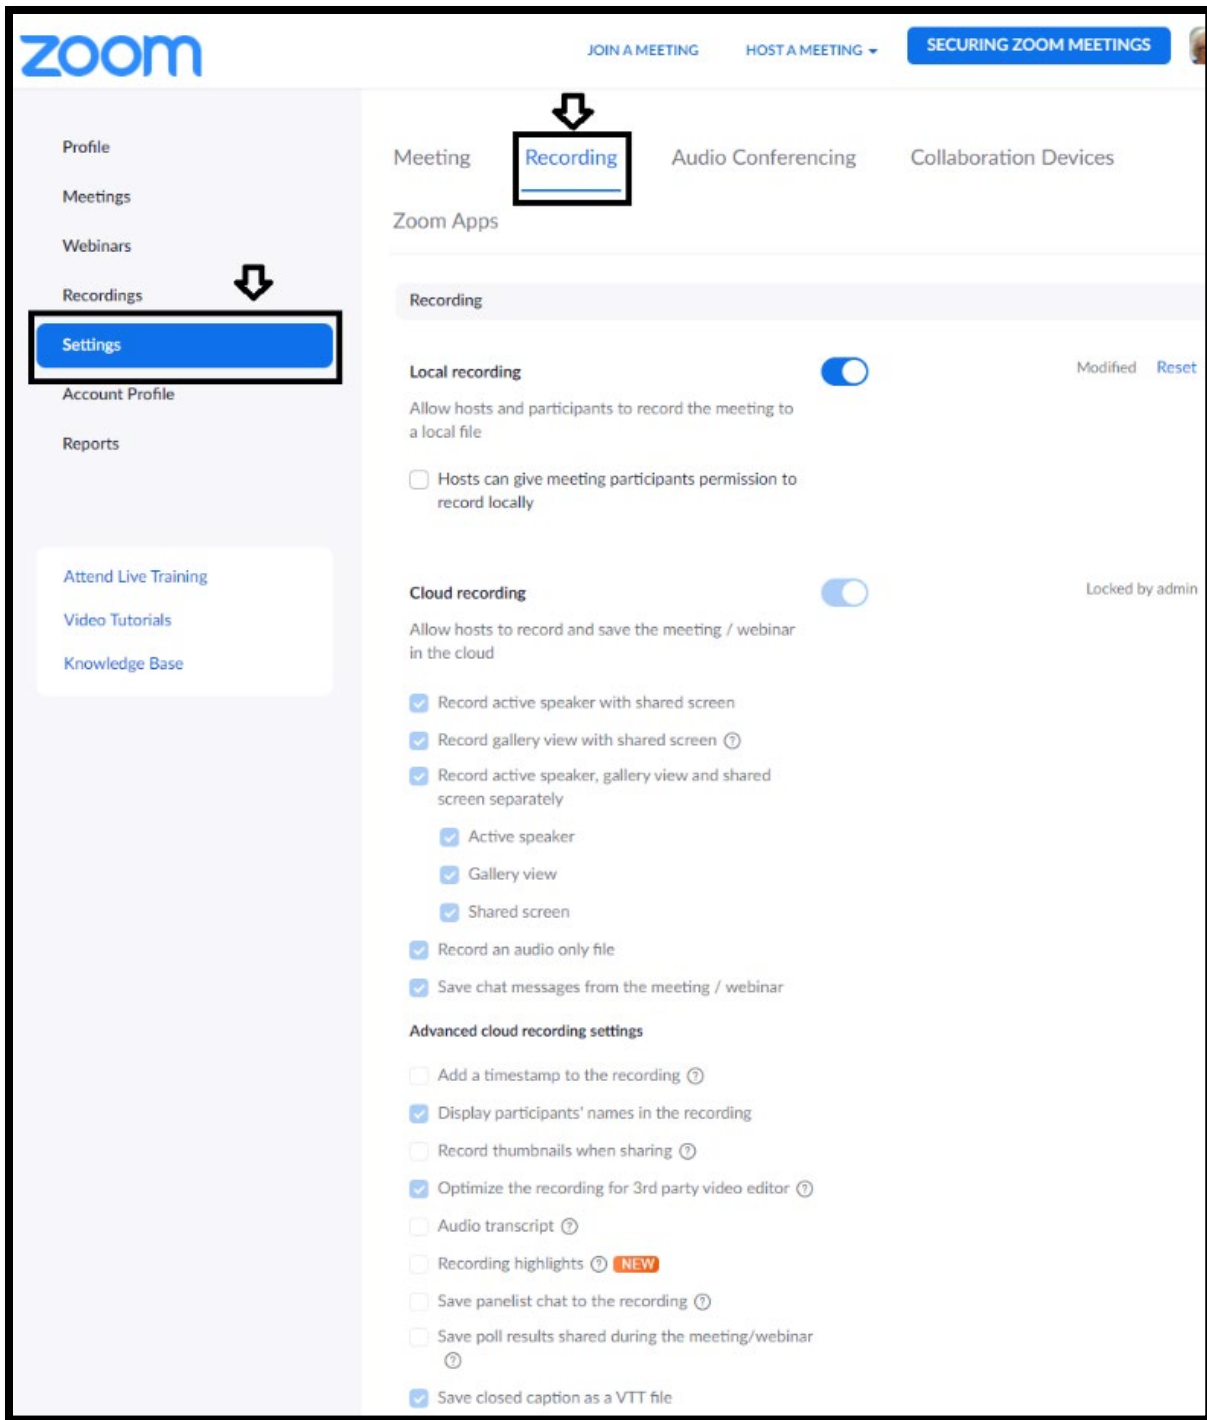 zoom
JOIN A MEETING
HOST A MEETING
SECURING ZOOM MEETINGS
Profile
Meetings
Webinars
Recordings
Settings
Account Profile
Reports
Attend Live Training
Video Tutorials
Knowledge Base
Meeting
Recording
Audio Conferencing
Collaboration Devices
Zoom Apps
Recording
Local recording
Modified
Reset
Allow hosts and participants to record the meeting to
a local file
Hosts can give meeting participants permission to
record locally
Cloud recording
Locked by admin
Allow hosts to record and save the meeting / webinar
in the cloud
Record active speaker with shared screen
Record gallery view with shared screen ?
Record active speaker, gallery view and shared
screen separately
Active speaker
Gallery view
Shared screen
Record an audio only file
Save chat messages from the meeting / webinar
Advanced cloud recording settings
Add a timestamp to the recording ?
Display participants' names in the recording
Record thumbnails when sharing ?
Optimize the recording for 3rd party video editor ?
Audio transcript ?
Recording highlights ? NEW
Save panelist chat to the recording ?
Save poll results shared during the meeting/webinar
?
Save closed caption as a VTT file